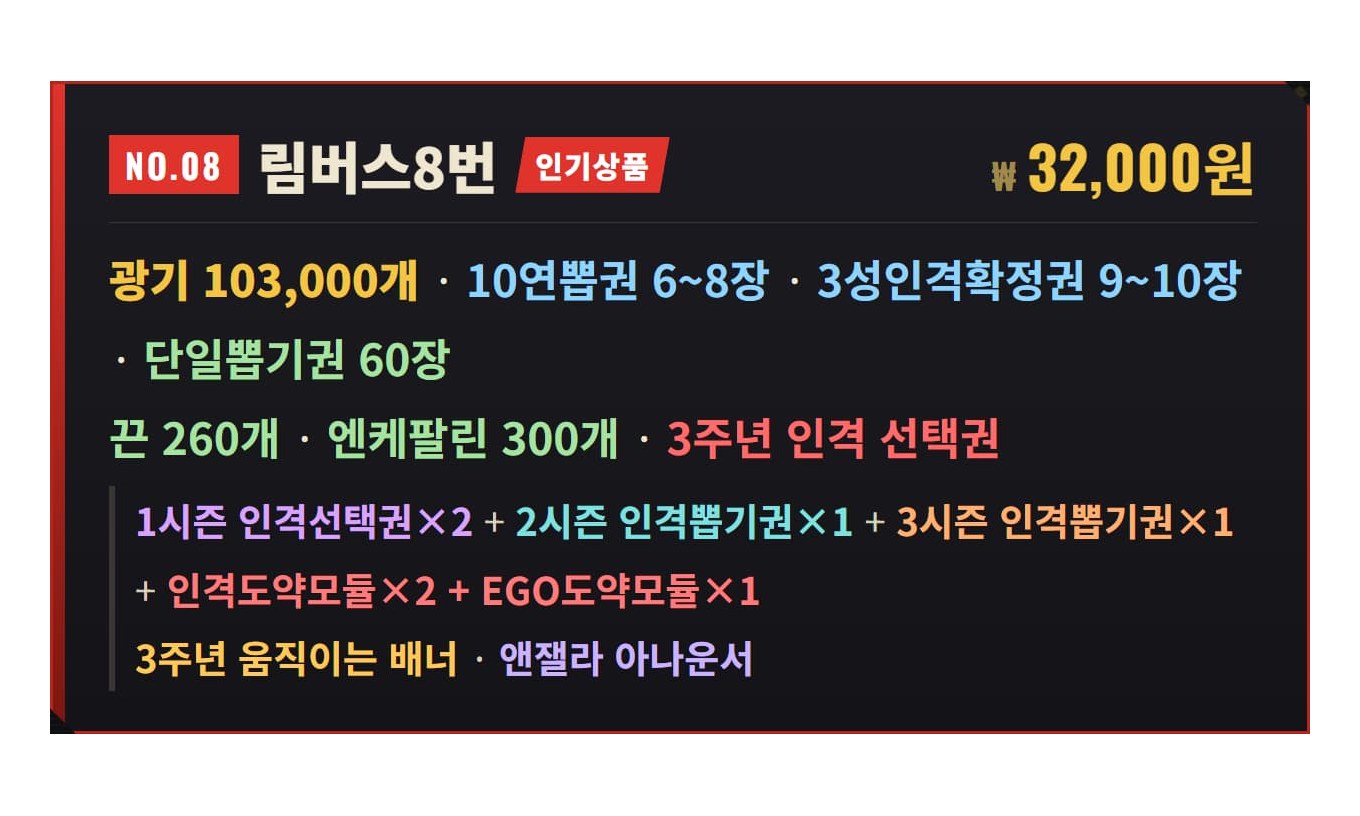 NO.08 림버스8번 인기상품 ₩ 32,000원
광기 103,000개 · 10연뽑권 6~8장 · 3성인격확정권 9~10장
· 단일뽑기권 60장
끈 260개 · 엔케팔린 300개 · 3주년 인격 선택권
1시즌 인격선택권×2 + 2시즌 인격뽑기권×1 + 3시즌 인격뽑기권×1
+ 인격도약모듈×2 + EGO도약모듈×1
3주년 움직이는 배너 · 앤젤라 아나운서